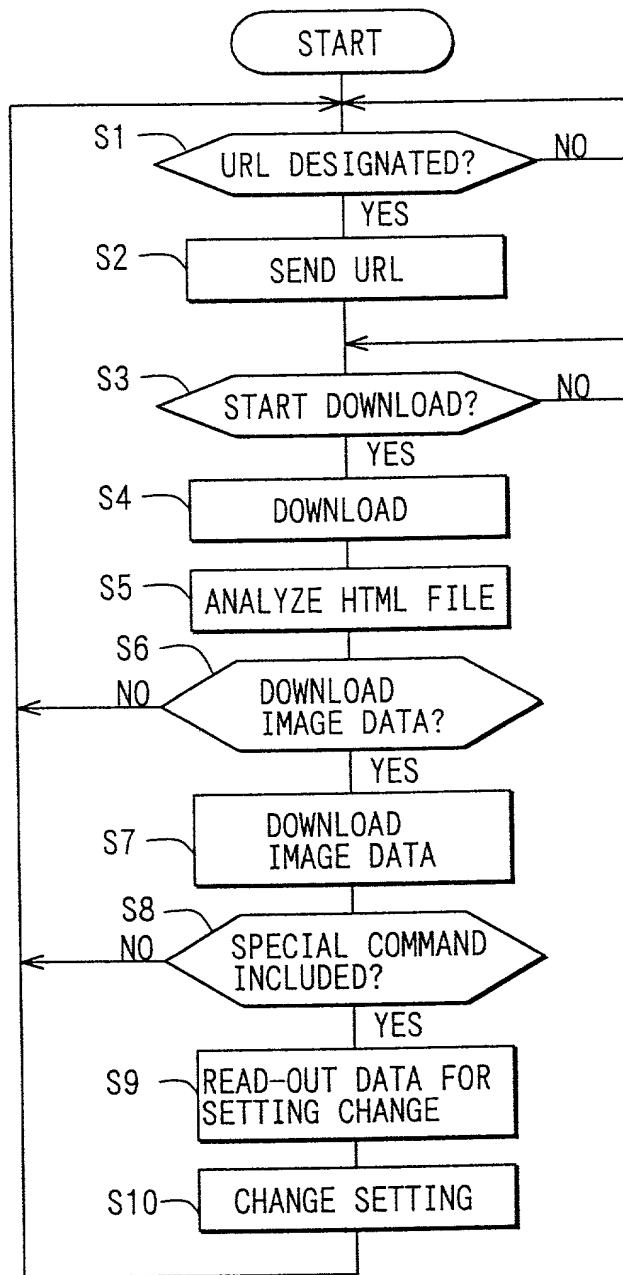 START
S1
URL DESIGNATED?
NO
YES
S2
SEND URL
S3
START DOWNLOAD?
NO
YES
S4
DOWNLOAD
S5
ANALYZE HTML FILE
S6
NO
DOWNLOAD
IMAGE DATA?
YES
S7
DOWNLOAD
IMAGE DATA
S8
NO
SPECIAL COMMAND
INCLUDED?
YES
S9
READ-OUT DATA FOR
SETTING CHANGE
S10
CHANGE SETTING